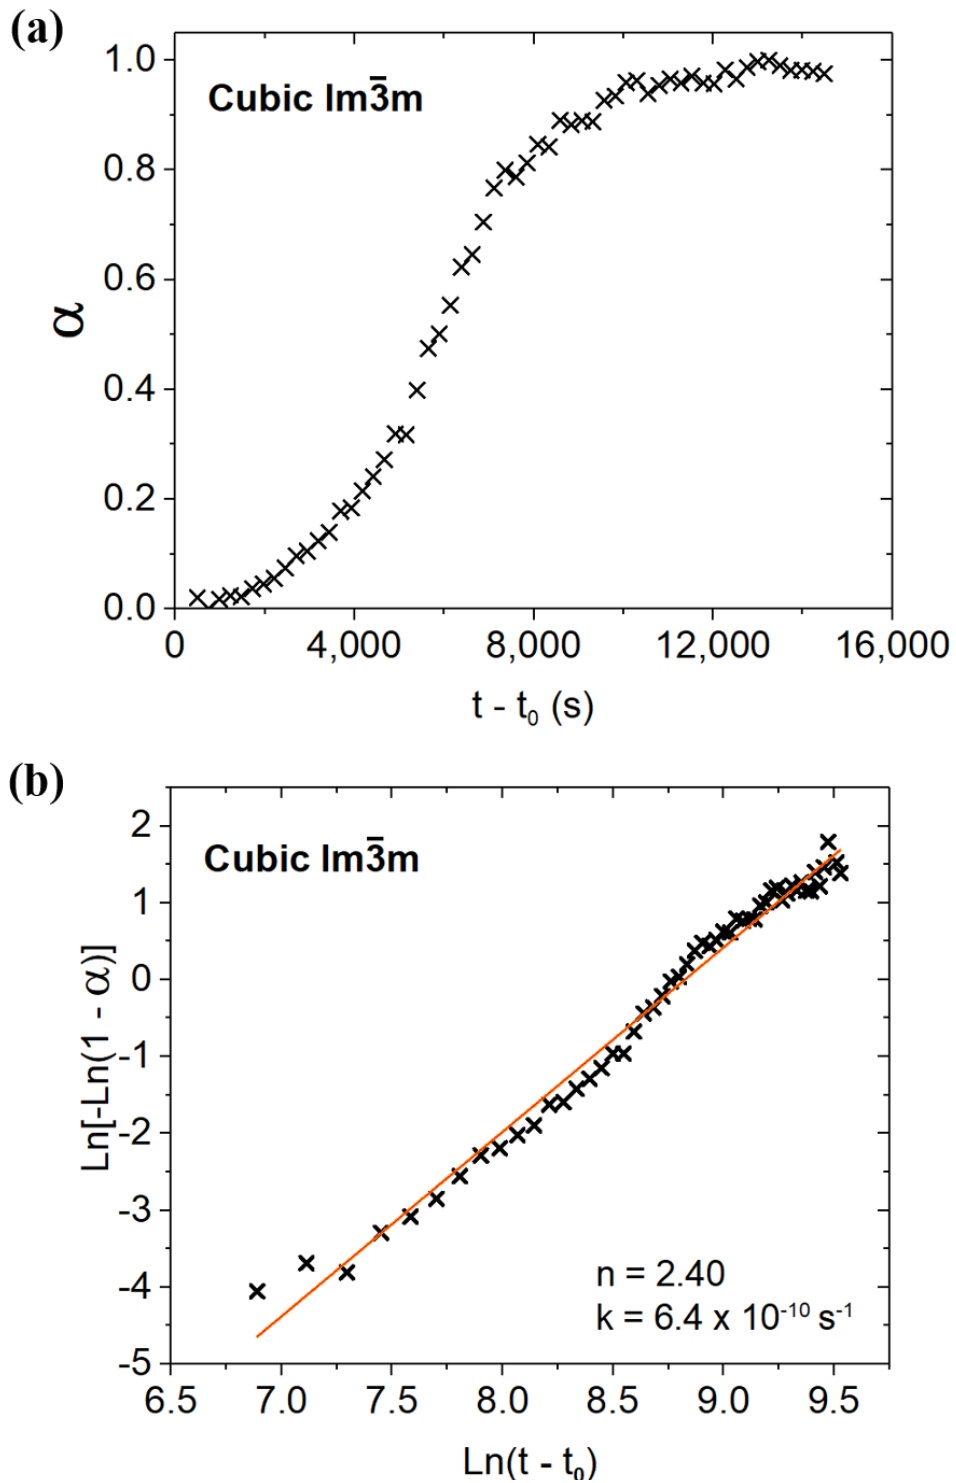 (a)
Cubic Im3̅m
1.0
0.8
0.6
0.4
0.2
0.0
α
0 4,000 8,000 12,000 16,000
t - t₀ (s)
(b)
Cubic Im3̅m
2
1
0
-1
-2
-3
-4
-5
Ln[-Ln(1 - α)]
n = 2.40
k = 6.4 x 10⁻¹⁰ s⁻¹
6.5 7.0 7.5 8.0 8.5 9.0 9.5
Ln(t - t₀)